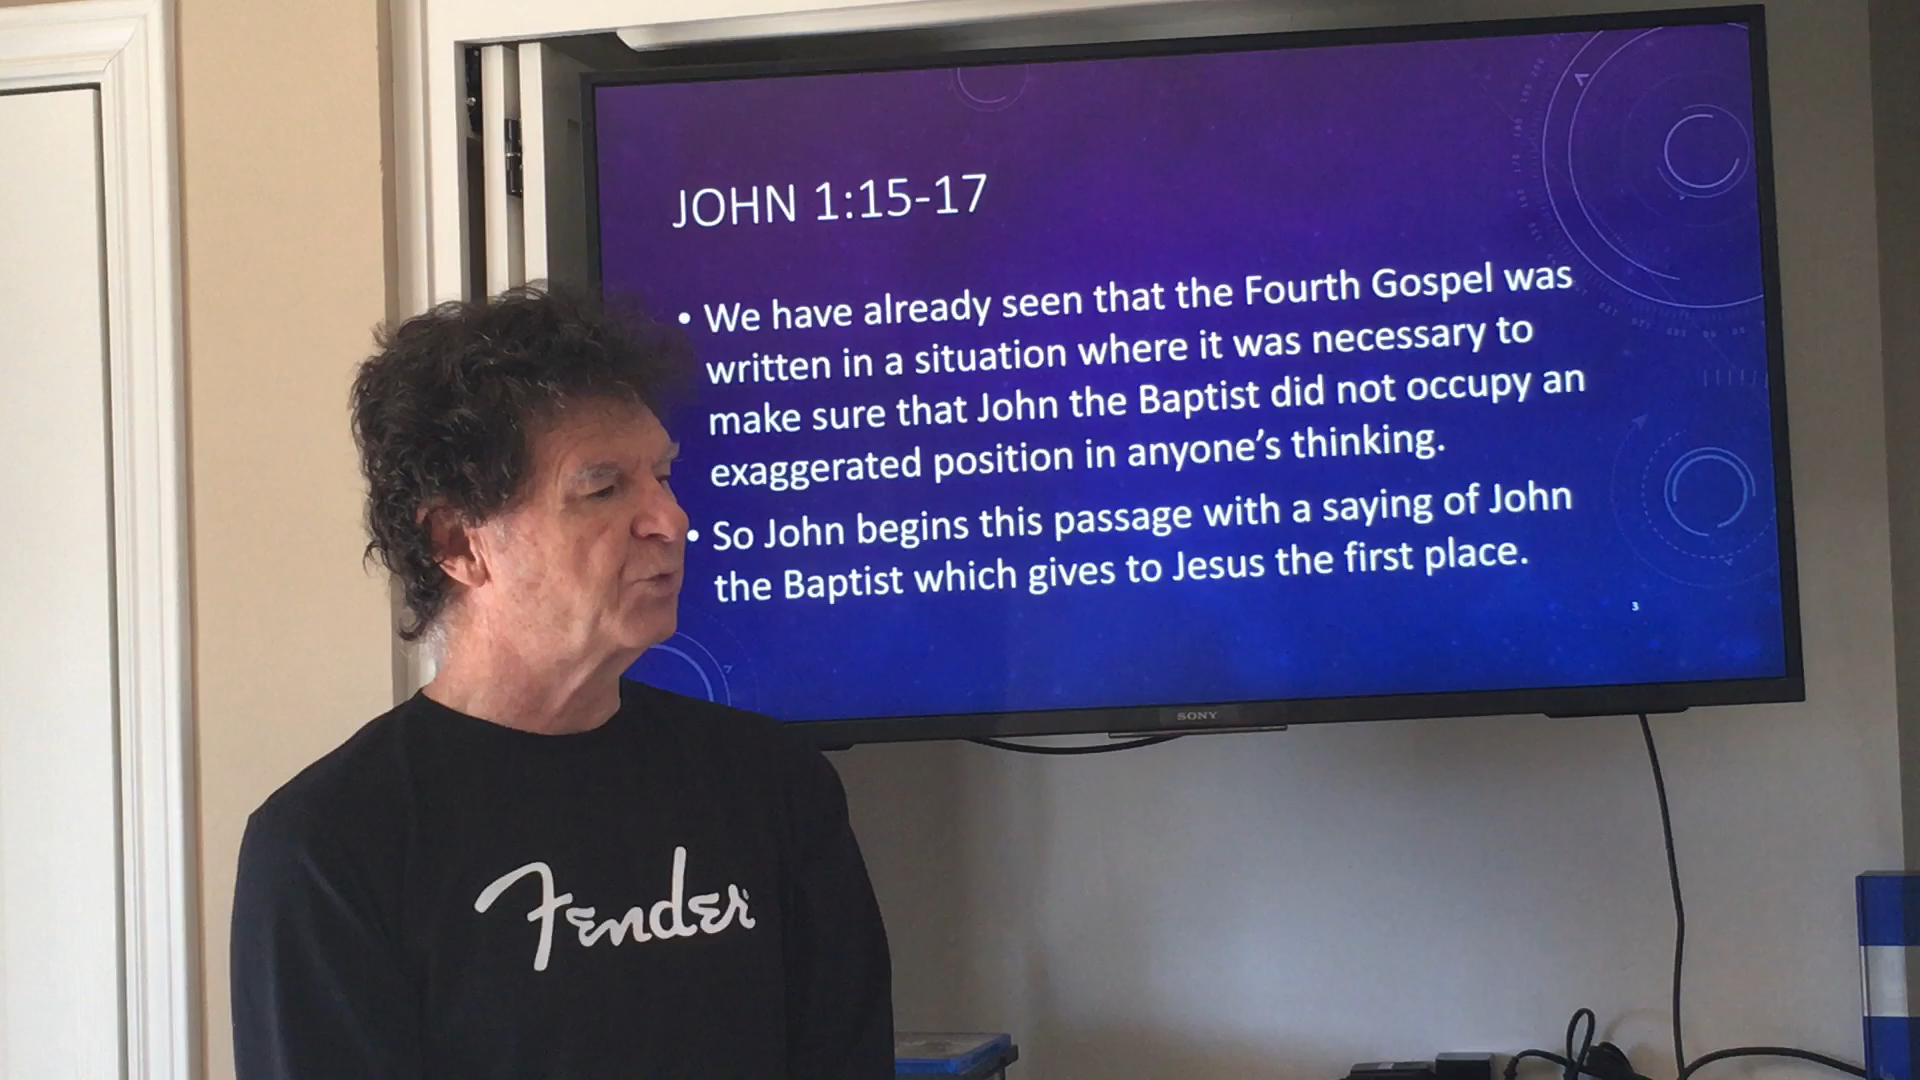 JOHN 1:15-17
• We have already seen that the Fourth Gospel was
written in a situation where it was necessary to
make sure that John the Baptist did not occupy an
exaggerated position in anyone's thinking.
• So John begins this passage with a saying of John
the Baptist which gives to Jesus the first place.
3
SONY
Fender